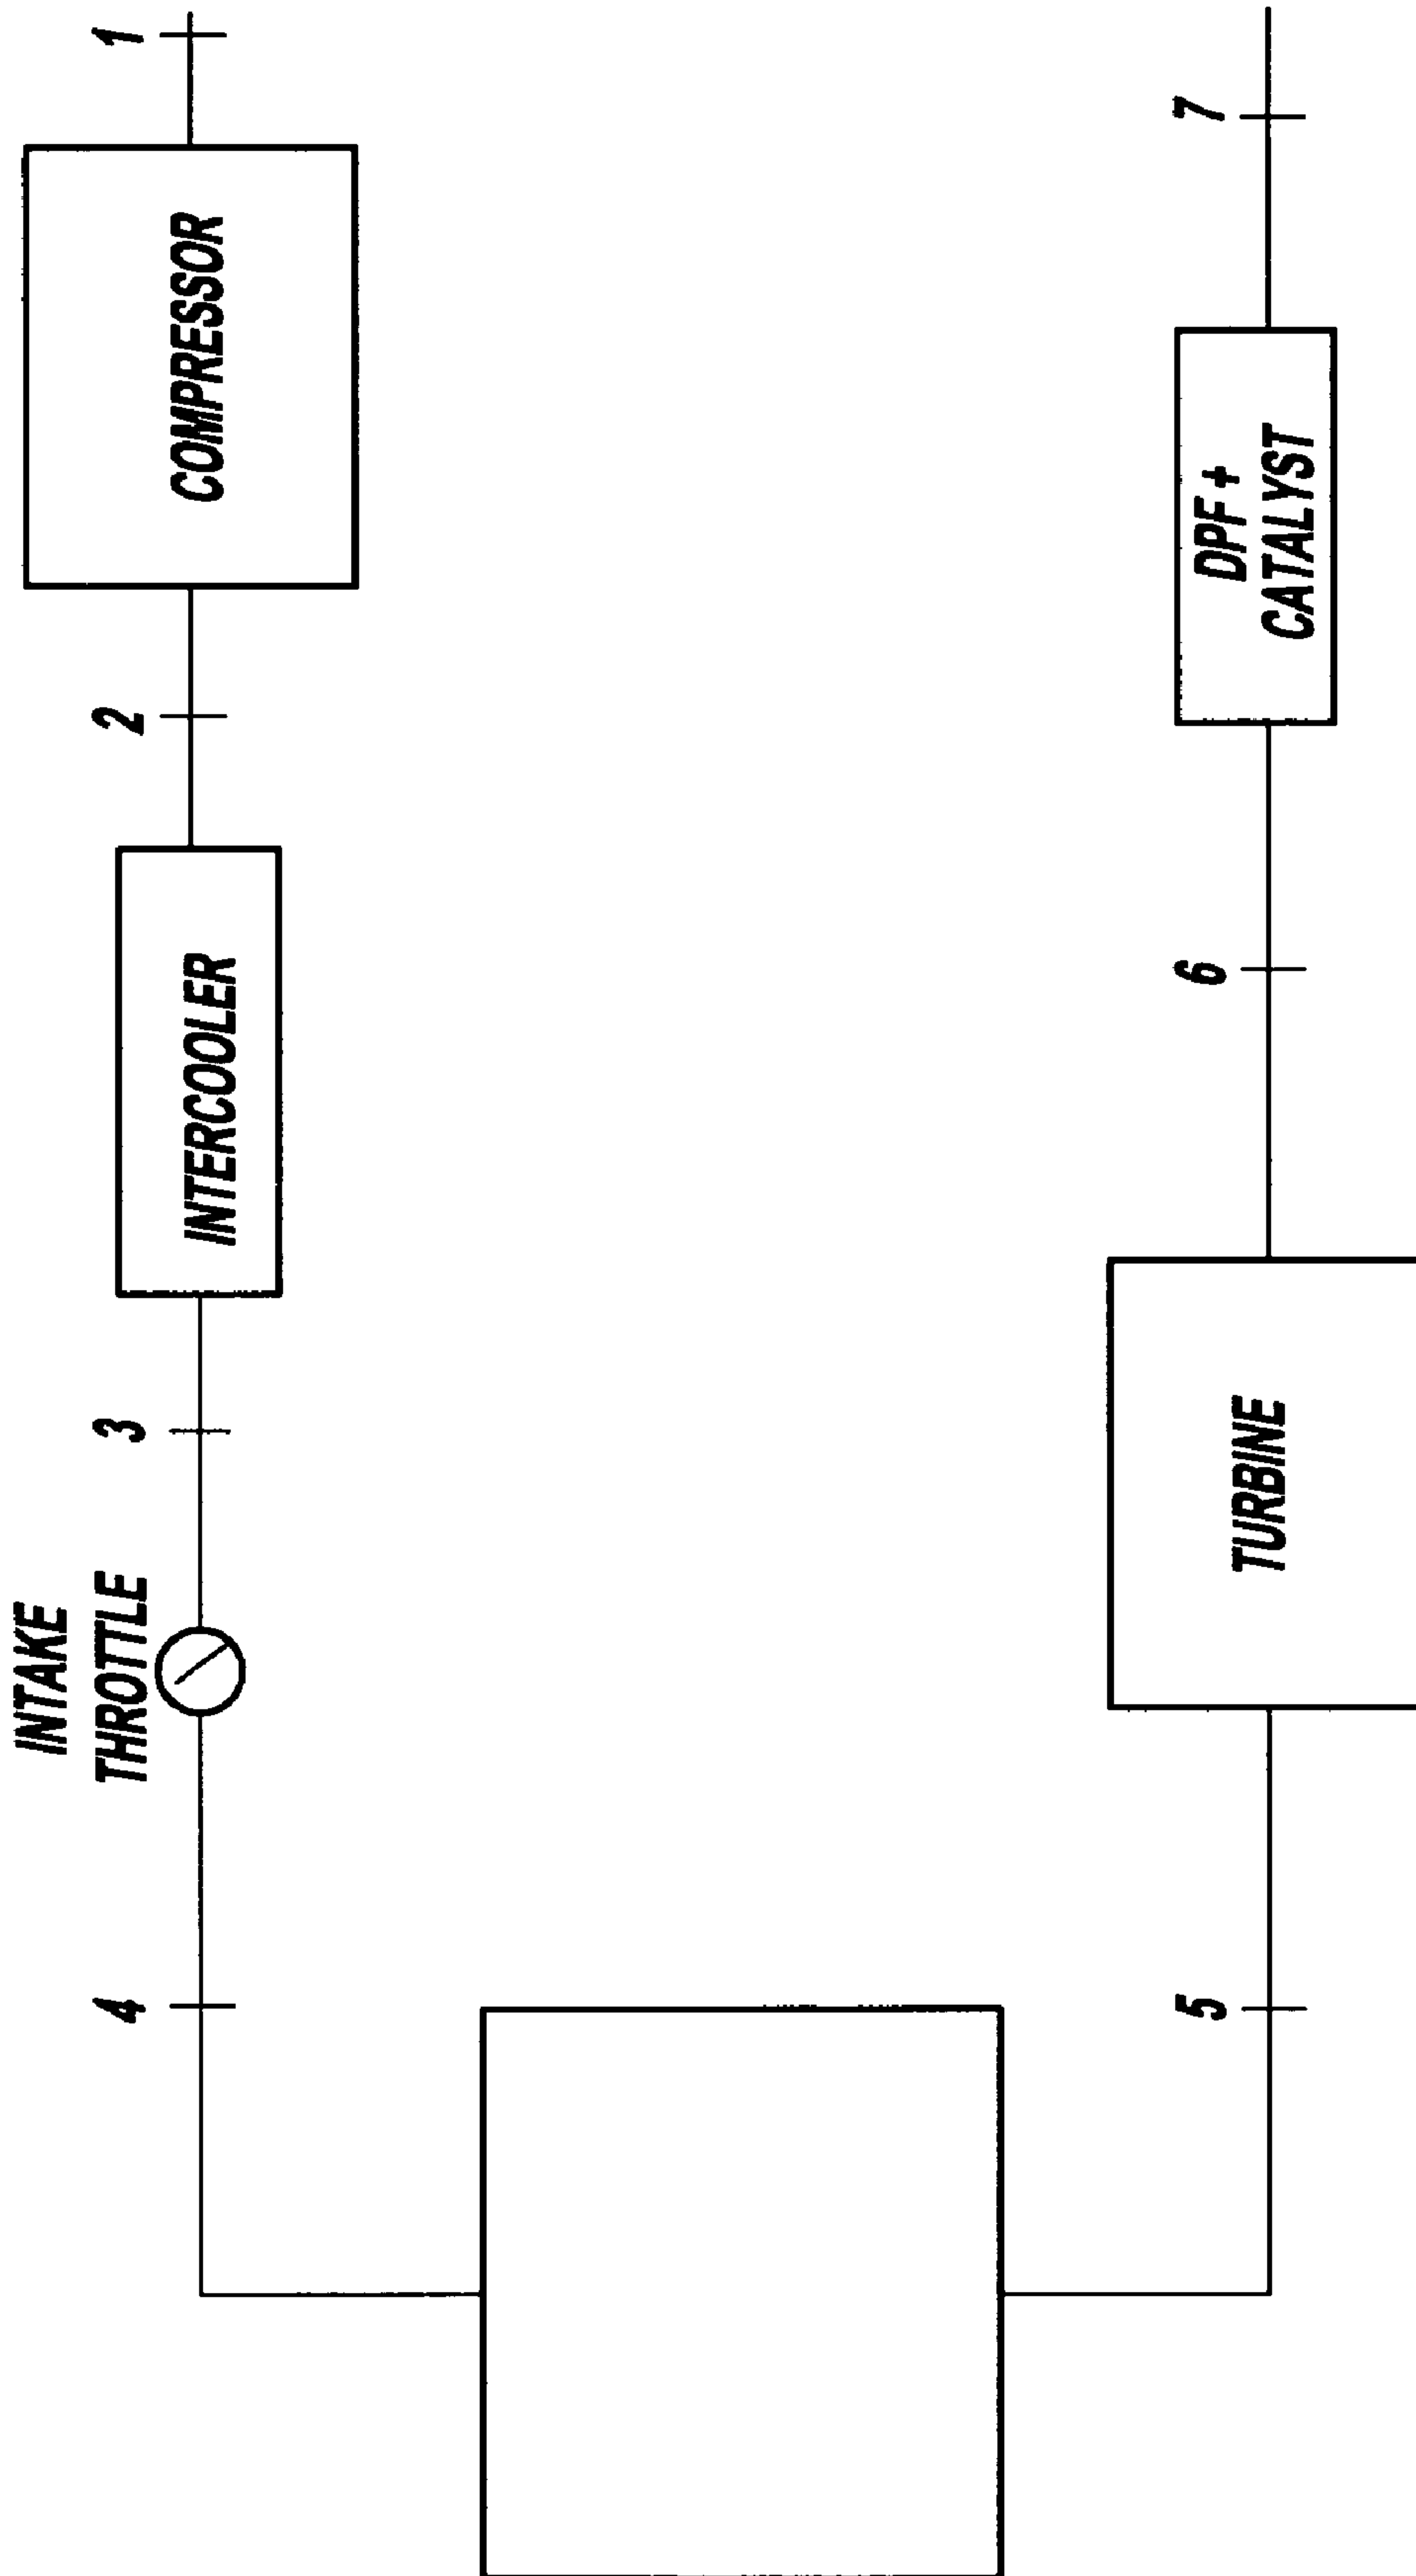 1
COMPRESSOR
2
INTERCOOLER
3
INTAKE
THROTTLE
4
5
TURBINE
6
DPF +
CATALYST
7